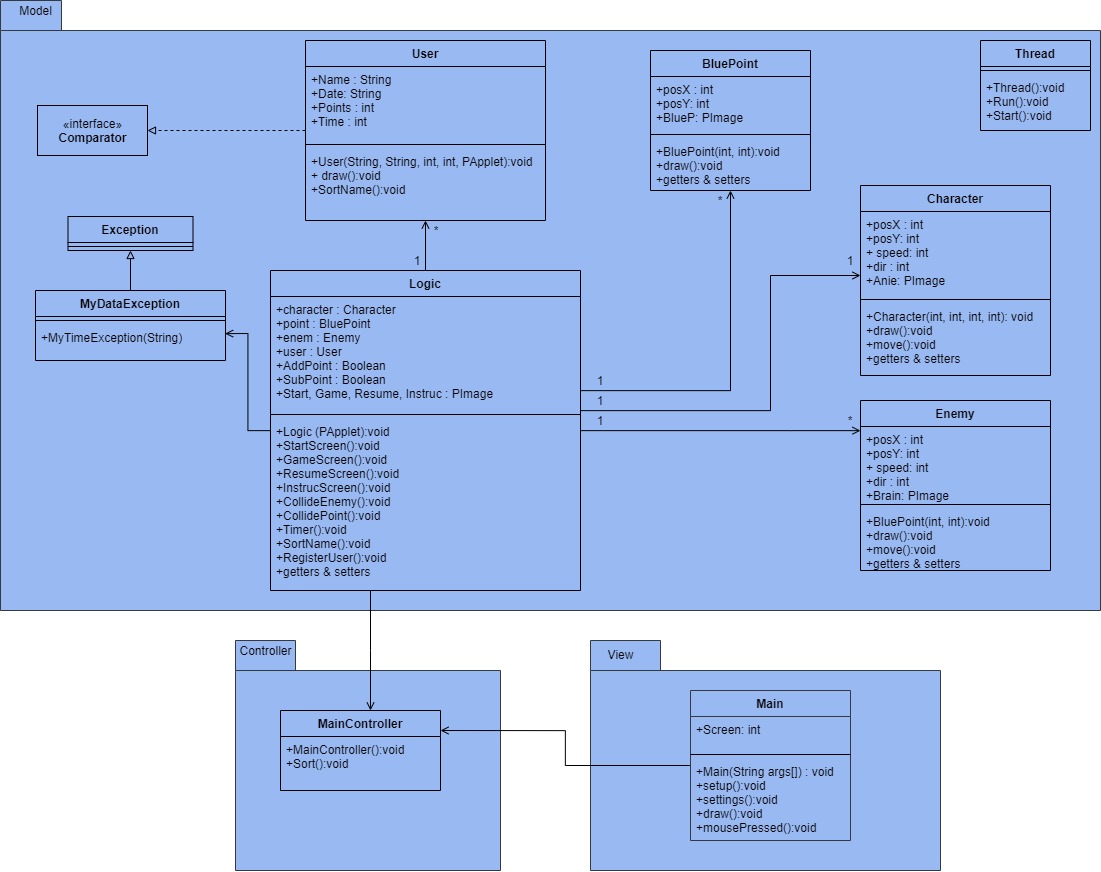 Model
User
+Name : String
+Date: String
+Points : int
+Time : int
+User(String, String, int, int, PApplet):void
+ draw():void
+SortName():void
BluePoint
+posX : int
+posY: int
+BlueP: PImage
+BluePoint(int, int):void
+draw():void
+getters & setters
Thread
+Thread():void
+Run():void
+Start():void
«interface»
Comparator
Exception
MyDataException
+MyTimeException(String)
*
1
*
1
Character
+posX : int
+posY: int
+ speed: int
+dir : int
+Anie: PImage
+Character(int, int, int, int): void
+draw():void
+move():void
+getters & setters
Logic
+character : Character
+point : BluePoint
+enem : Enemy
+user : User
+AddPoint : Boolean
+SubPoint : Boolean
+Start, Game, Resume, Instruc : PImage
+Logic (PApplet):void
+StartScreen():void
+GameScreen():void
+ResumeScreen():void
+InstrucScreen():void
+CollideEnemy():void
+CollidePoint():void
+Timer():void
+SortName():void
+RegisterUser():void
+getters & setters
1
1
1
*
Enemy
+posX : int
+posY: int
+ speed: int
+dir : int
+Brain: PImage
+BluePoint(int, int):void
+draw():void
+move():void
+getters & setters
Controller
MainController
+MainController():void
+Sort():void
View
Main
+Screen: int
+Main(String args[]) : void
+setup():void
+settings():void
+draw():void
+mousePressed():void